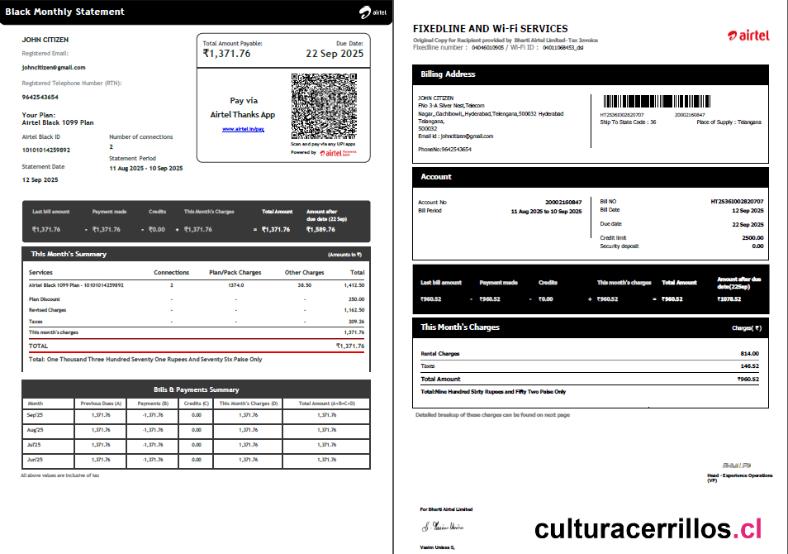 Black Monthly Statement
airtel
JOHN CITIZEN
Registered Email:
johncitizen@gmail.com
Registered Telephone Number (RTN):
9642543654
Your Plan:
Airtel Black 1099 Plan
Airtel Black ID
10101014259892
Number of connections
2
Statement Date
12 Sep 2025
Statement Period
11 Aug 2025 - 10 Sep 2025
Total Amount Payable:
₹1,371.76
Due Date:
22 Sep 2025
Pay via
Airtel Thanks App
www.airtel.in/pay
Scan and pay via any UPI apps
Powered by airtel
Last bill amount Payment made Credits This Month's Charges Total Amount Amount after due date (22 Sep)
₹1,371.76 - ₹1,371.76 - ₹0.00 + ₹1,371.76 = ₹1,371.76 ₹1,589.76
This Month's Summary (Amounts in ₹)
Services Connections Plan/Pack Charges Other Charges Total
Airtel Black 1099 Plan - 10101014259892 2 1374.0 38.50 1,412.50
Plan Discount - - - 250.00
Revised Charges - - - 1,162.50
Taxes - - - 209.26
This month's charges 1,371.76
TOTAL ₹1,371.76
Total: One Thousand Three Hundred Seventy One Rupees And Seventy Six Paise Only
Bills & Payments Summary
Month Previous Dues (A) Payments (B) Credits (C) This Month's Charges (D) Total Amount (A+B+C+D)
Sep'25 1,371.76 -1,371.76 0.00 1,371.76 1,371.76
Aug'25 1,371.76 -1,371.76 0.00 1,371.76 1,371.76
Jul'25 1,371.76 -1,371.76 0.00 1,371.76 1,371.76
Jun'25 1,371.76 -1,371.76 0.00 1,371.76 1,371.76
All above values are inclusive of tax
FIXEDLINE AND Wi-Fi SERVICES
Original Copy for Recipient provided by Bharti Airtel Limited- Tax Invoice
Fixedline number : 04046010905 / Wi-Fi ID : 04011068453_dsl
airtel
Billing Address
JOHN CITIZEN
FNo 3-A Silver Nest,Telecom
Nagar,,Gachibowli,,Hyderabad,Telangana,500032 Hyderabad
Telangana,
500032
Email Id : johncitizen@gmail.com
PhoneNo:9642543654
HT2536I002820707 20002160847
Ship To State Code : 36 Place of Supply : Telangana
Account
Account No 20002160847
Bill Period 11 Aug 2025 to 10 Sep 2025
Bill NO HT2536I002820707
Bill Date 12 Sep 2025
Due date 22 Sep 2025
Credit limit 2500.00
Security deposit 0.00
Last bill amount Payment made Credits This month's charges Total Amount Amount after due date(22Sep)
₹960.52 - ₹960.52 - ₹0.00 + ₹960.52 = ₹960.52 ₹1078.52
This Month's Charges Charges( ₹)
Rental Charges 814.00
Taxes 146.52
Total Amount ₹960.52
Total:Nine Hundred Sixty Rupees and Fifty Two Paise Only
Detailed breakup of these charges can be found on next page
Head - Experience Operations
(VP)
For Bharti Airtel Limited
culturacerrillos.cl